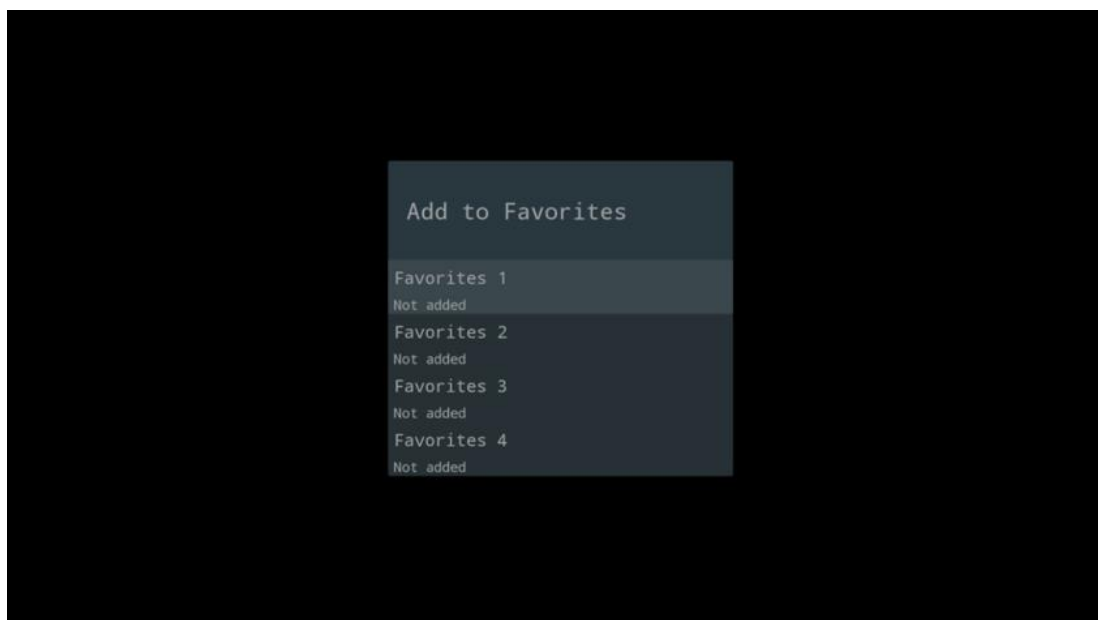 Add to Favorites
Favorites 1
Not added
Favorites 2
Not added
Favorites 3
Not added
Favorites 4
Not added